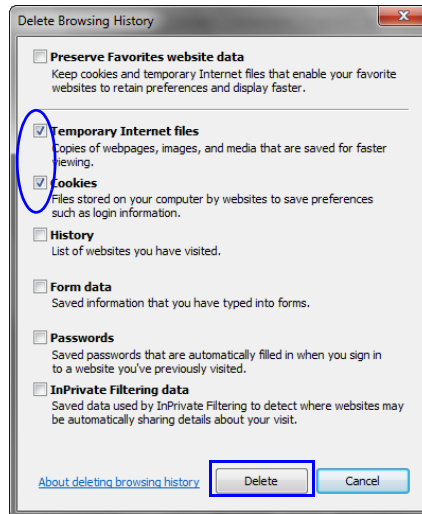 Delete Browsing History
x
Preserve Favorites website data
Keep cookies and temporary Internet files that enable your favorite
websites to retain preferences and display faster.
Temporary Internet files
Copies of webpages, images, and media that are saved for faster
viewing.
Cookies
Files stored on your computer by websites to save preferences
such as login information.
History
List of websites you have visited.
Form data
Saved information that you have typed into forms.
Passwords
Saved passwords that are automatically filled in when you sign in
to a website you've previously visited.
InPrivate Filtering data
Saved data used by InPrivate Filtering to detect where websites may
be automatically sharing details about your visit.
About deleting browsing history Delete Cancel